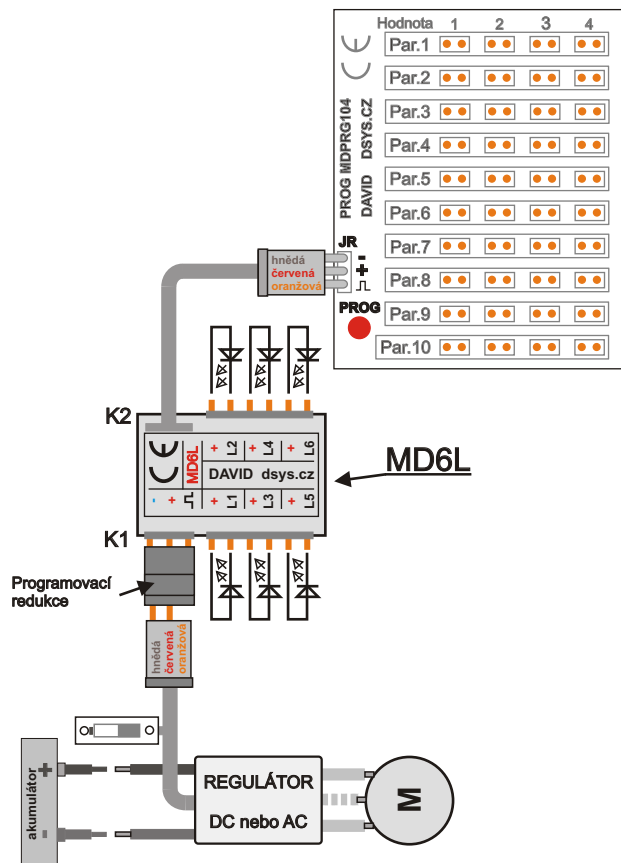 Hodnota 1 2 3 4
Par.1
Par.2
Par.3
Par.4
Par.5
Par.6
Par.7
Par.8
Par.9
Par.10
CE
PROG MDPRG104
DAVID DSYS.CZ
JR
-
+
PROG
hnědá
červená
oranžová
K2
CE
MD6L
+ L2 + L4 + L6
DAVID dsys.cz
- +
+ L1 + L3 + L5
MD6L
K1
Programovací
redukce
hnědá
červená
oranžová
akumulátor
+
-
REGULÁTOR
DC nebo AC
M